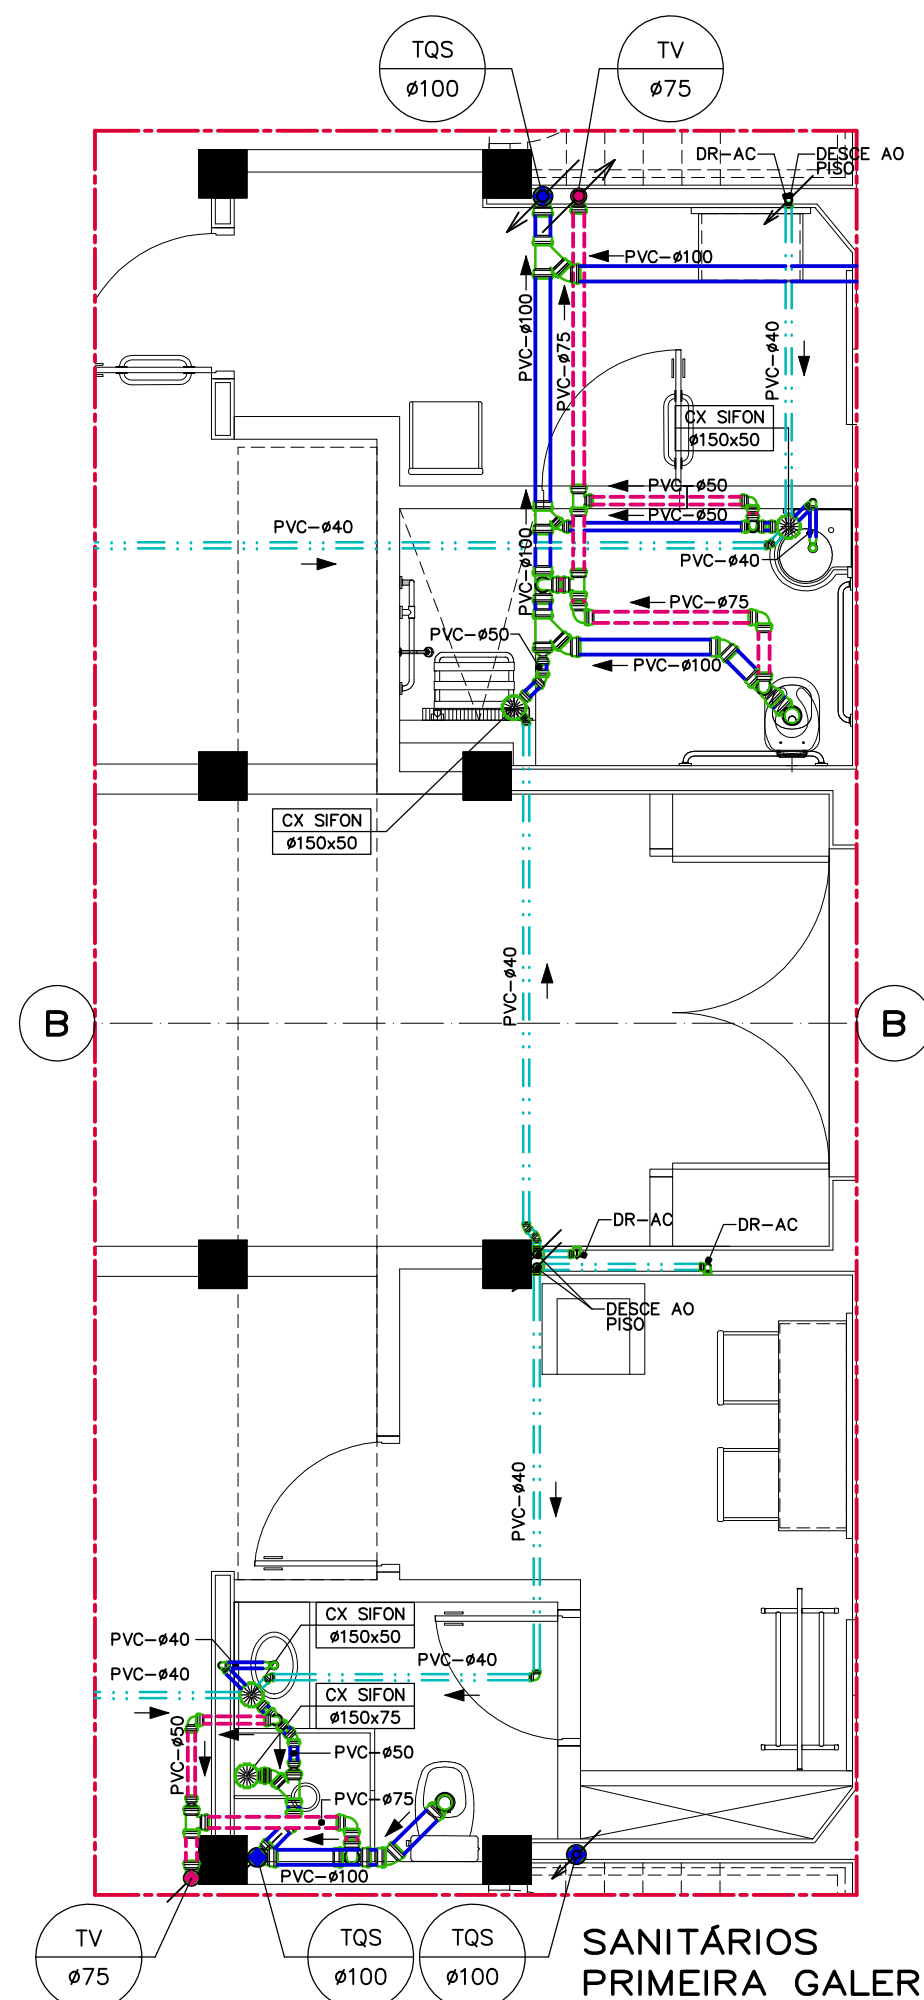 TQS
ø100
TV
ø75
DR-AC
DESCE AO
PISO
PVC-ø100
PVC-ø100
PVC-ø75
PVC-ø40
CX SIFON
ø150x50
PVC-ø50
PVC-ø50
PVC-ø40
PVC-ø100
PVC-ø40
PVC-ø75
PVC-ø50
PVC-ø100
CX SIFON
ø150x50
PVC-ø40
B
B
DR-AC
DR-AC
DESCE AO
PISO
PVC-ø40
CX SIFON
ø150x50
PVC-ø40
PVC-ø40
PVC-ø40
CX SIFON
ø150x75
PVC-ø50
PVC-ø50
PVC-ø75
PVC-ø100
TV
ø75
TQS
ø100
TQS
ø100
SANITÁRIOS
PRIMEIRA GALER